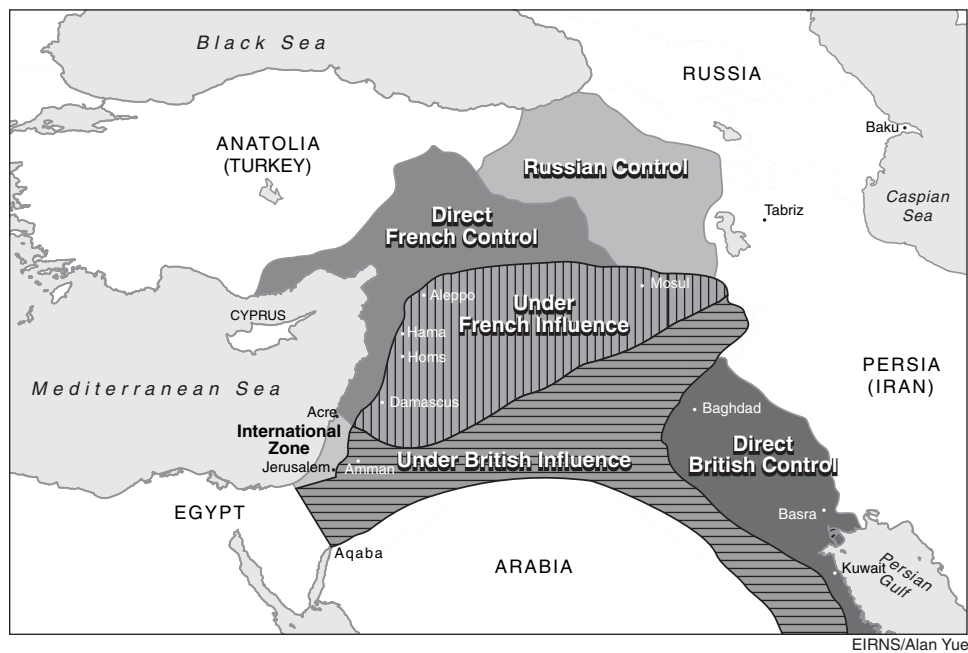 Black Sea
RUSSIA
Baku
ANATOLIA
(TURKEY)
Russian Control
Caspian
Sea
Tabriz
Direct
French Control
Mosul
Aleppo
Under
French Influence
CYPRUS
Hama
Homs
PERSIA
(IRAN)
Mediterranean Sea
Damascus
Baghdad
Acre
International
Zone
Direct
British Control
Jerusalem
Amman
Under British Influence
EGYPT
Basra
Aqaba
ARABIA
Kuwait
Persian
Gulf
EIRNS/Alan Yue